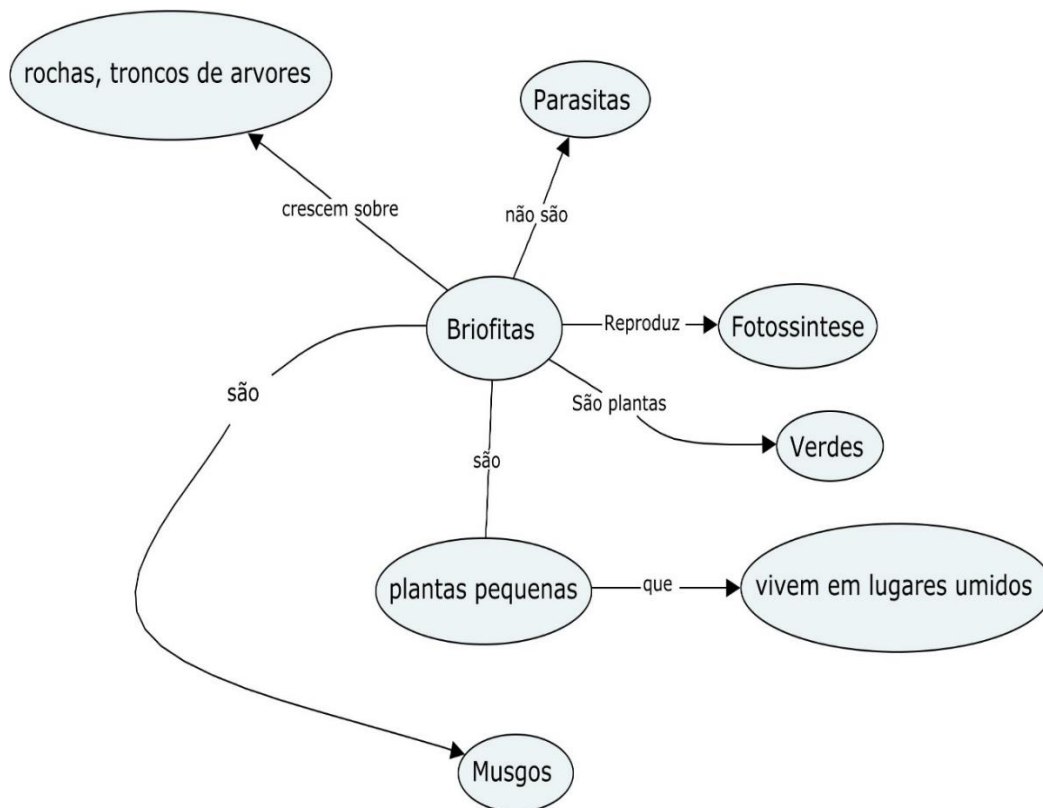 rochas, troncos de arvores
Parasitas
crescem sobre
não são
Briofitas
Reproduz
Fotossintese
São plantas
Verdes
são
são
plantas pequenas
que
vivem em lugares umidos
Musgos